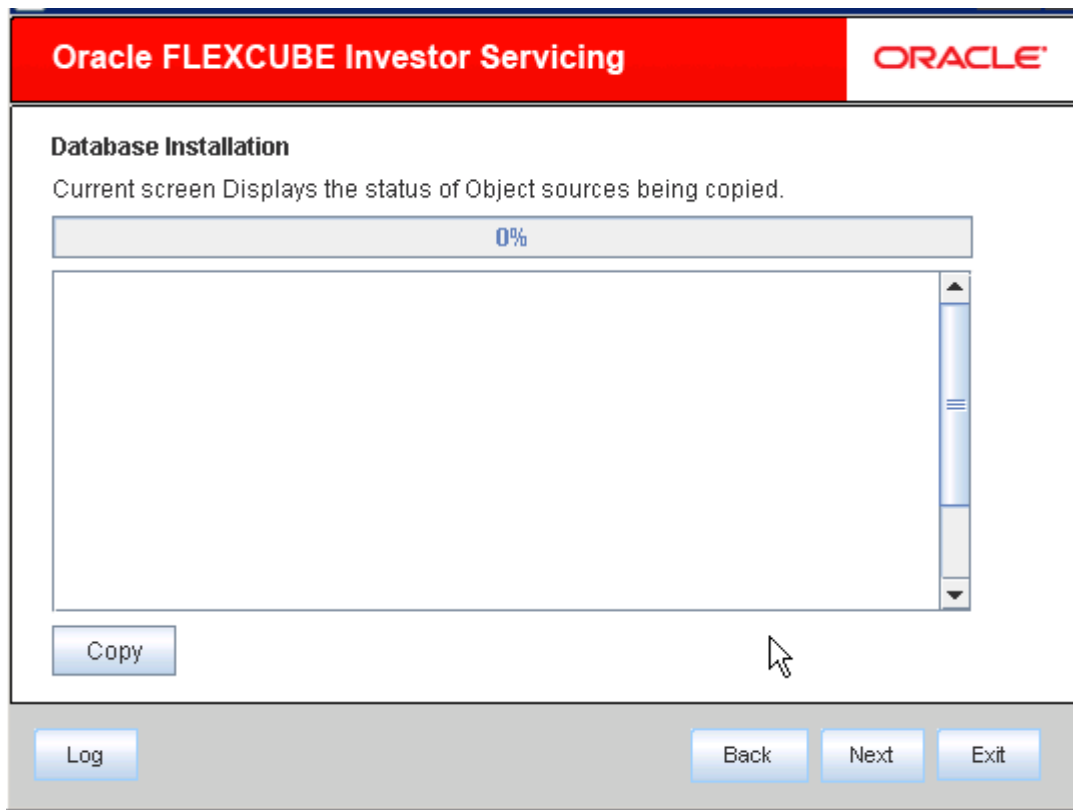 Oracle FLEXCUBE Investor Servicing
ORACLE
Database Installation
Current screen Displays the status of Object sources being copied.
0%
Copy
Log
Back
Next
Exit